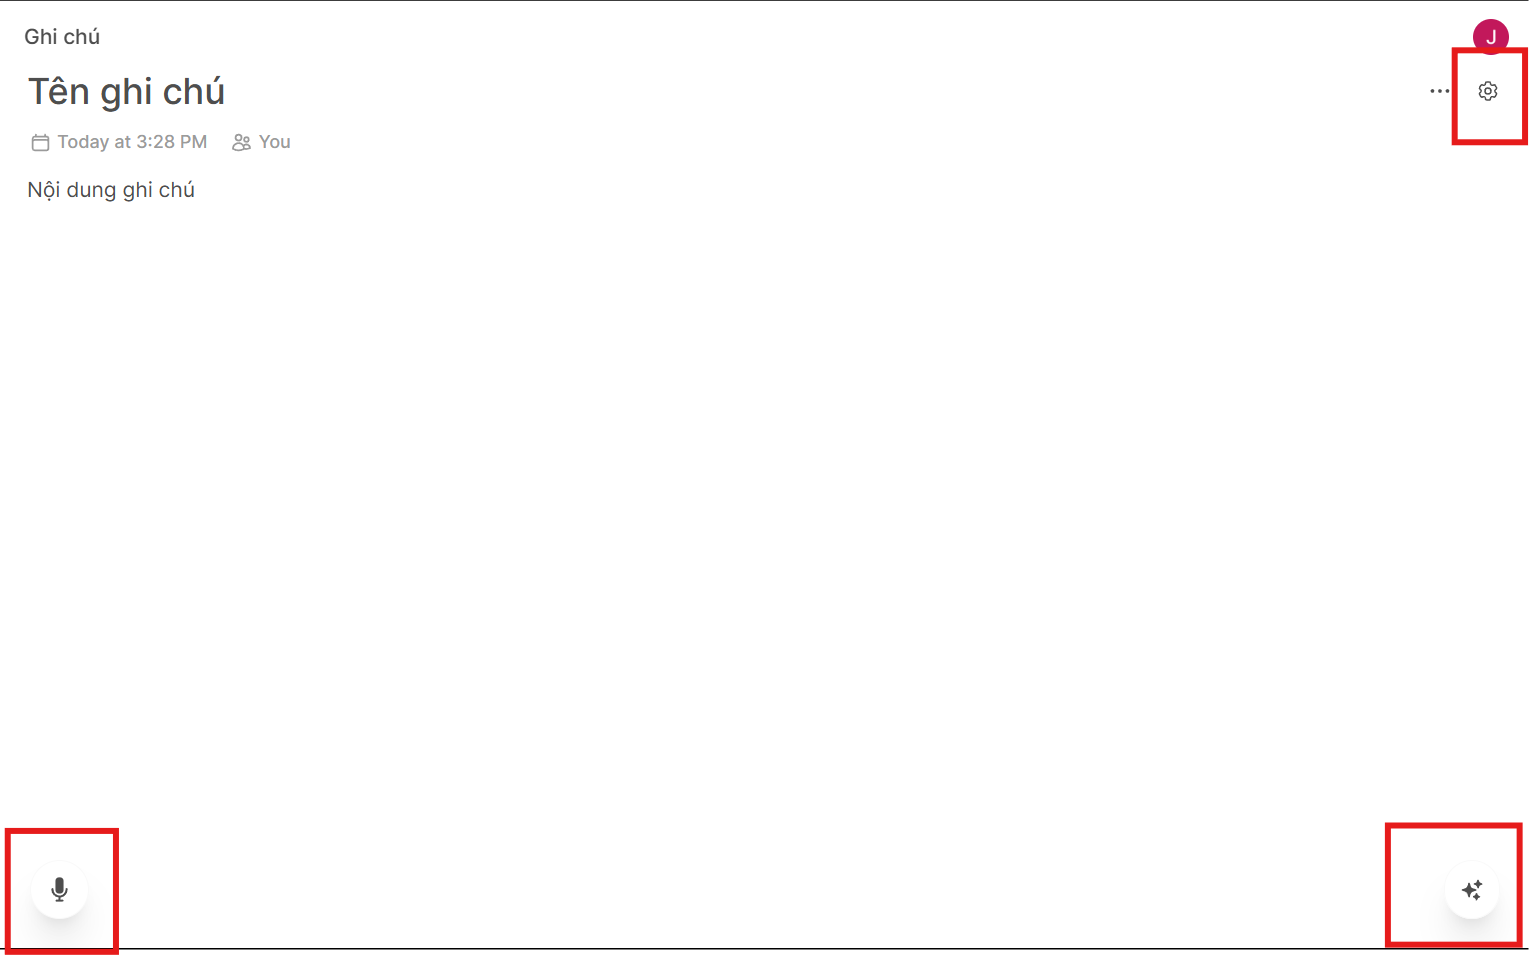 Ghi chú
J
Tên ghi chú
Today at 3:28 PM You
Nội dung ghi chú